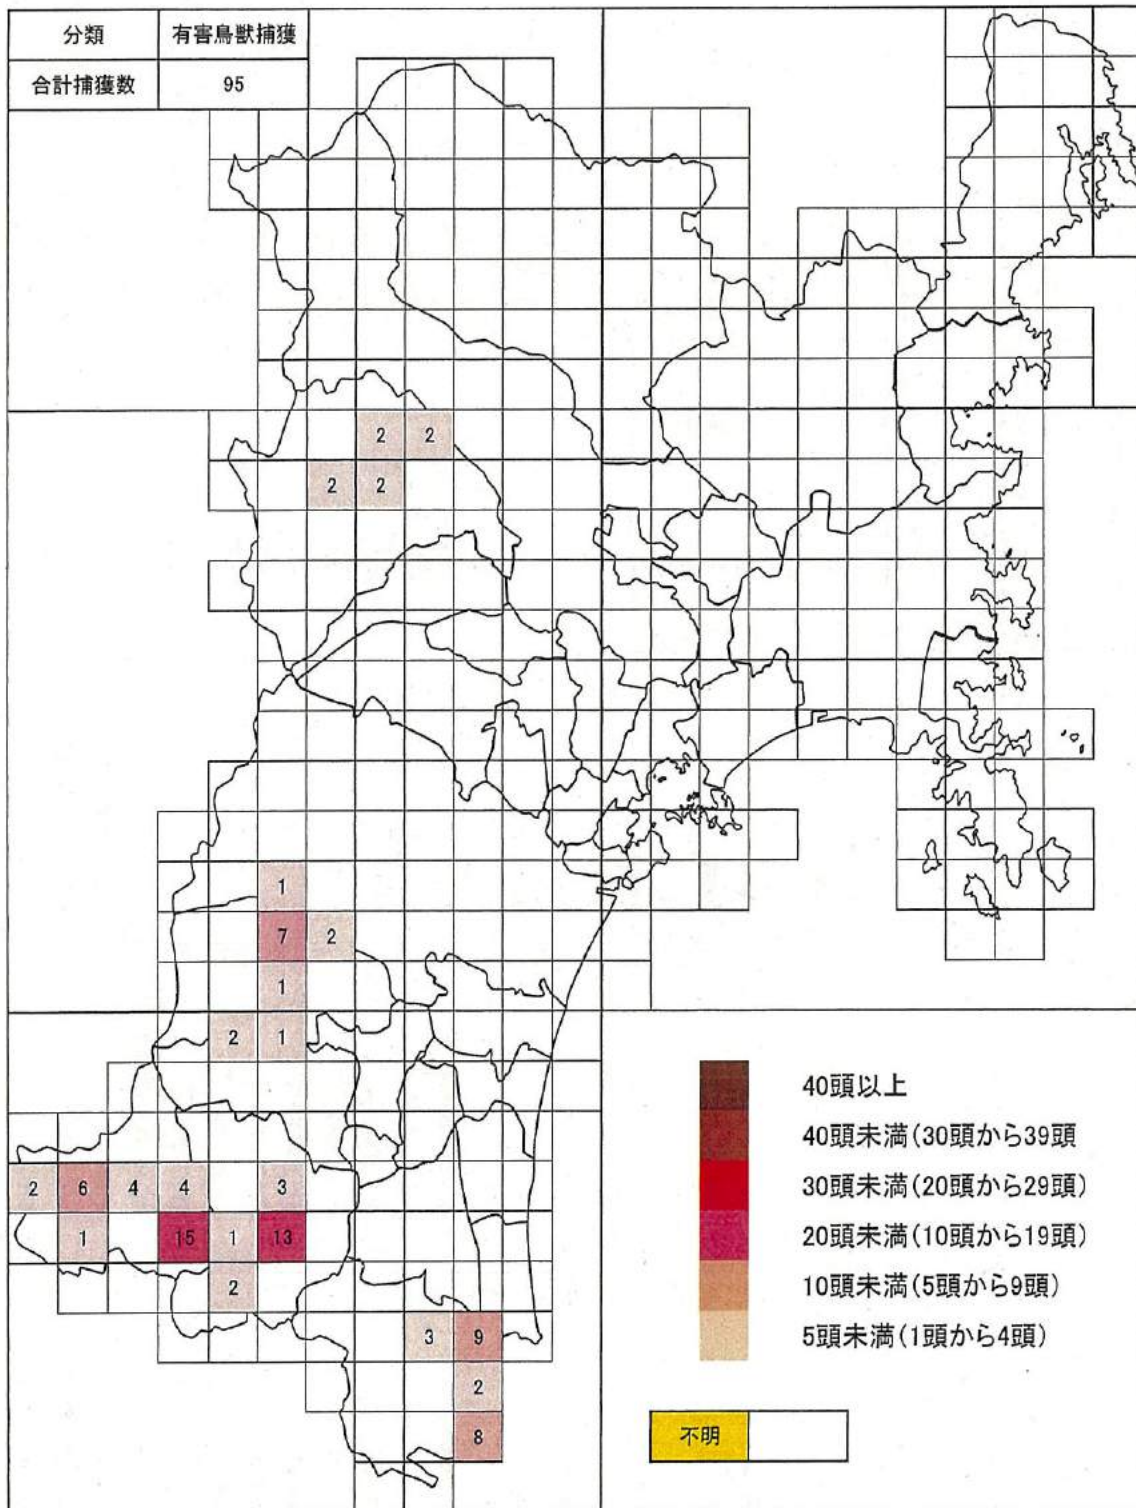 分類 有害鳥獣捕獲
合計捕獲数 95
2 2
2 2
1
7 2
1
2 1
2 6 4 4 3
1 15 1 13
2
3 9
2
8
40頭以上
40頭未満(30頭から39頭
30頭未満(20頭から29頭)
20頭未満(10頭から19頭)
10頭未満(5頭から9頭)
5頭未満(1頭から4頭)
不明